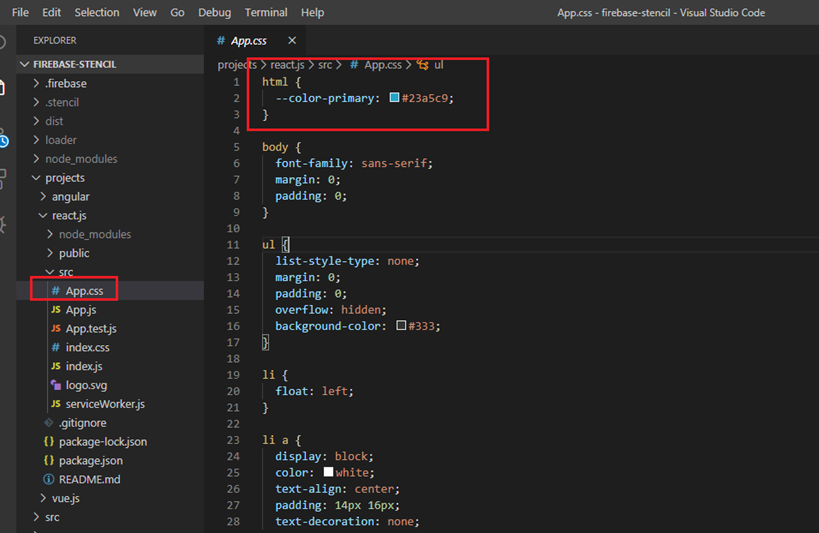 File Edit Selection View Go Debug Terminal Help App.css - firebase-stencil - Visual Studio Code
EXPLORER
FIREBASE-STENCIL
.firebase
.stencil
dist
loader
node_modules
projects
angular
react.js
node_modules
public
src
App.css
App.js
App.test.js
index.css
index.js
logo.svg
serviceWorker.js
.gitignore
package-lock.json
package.json
README.md
vue.js
src
# App.css ×
projects > react.js > src > # App.css > ul
1 html {
2 --color-primary: #23a5c9;
3 }
4
5 body {
6 font-family: sans-serif;
7 margin: 0;
8 padding: 0;
9 }
10
11 ul {
12 list-style-type: none;
13 margin: 0;
14 padding: 0;
15 overflow: hidden;
16 background-color: #333;
17 }
18
19 li {
20 float: left;
21 }
22
23 li a {
24 display: block;
25 color: white;
26 text-align: center;
27 padding: 14px 16px;
28 text-decoration: none;